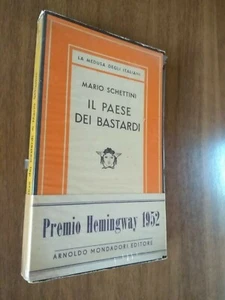 LA MEDUSA DEGLI ITALIANI
MARIO SCHETTINI
IL PAESE
DEI BASTARDI
Premio Hemingway 1952
ARNOLDO MONDADORI EDITORE